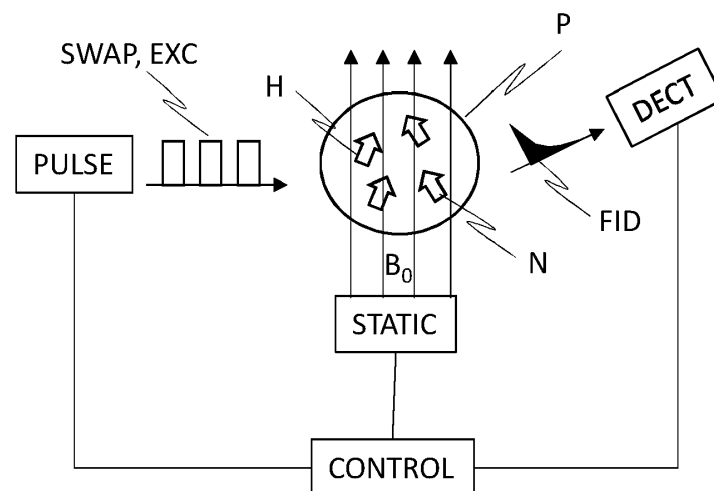 SWAP, EXC
P
H
DECT
PULSE
FID
N
B₀
STATIC
CONTROL